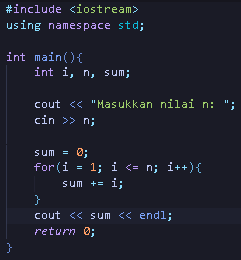 #include <iostream>
using namespace std;

int main(){
    int i, n, sum;

    cout << "Masukkan nilai n: ";
    cin >> n;

    sum = 0;
    for(i = 1; i <= n; i++){
        sum += i;
    }
    cout << sum << endl;
    return 0;
}